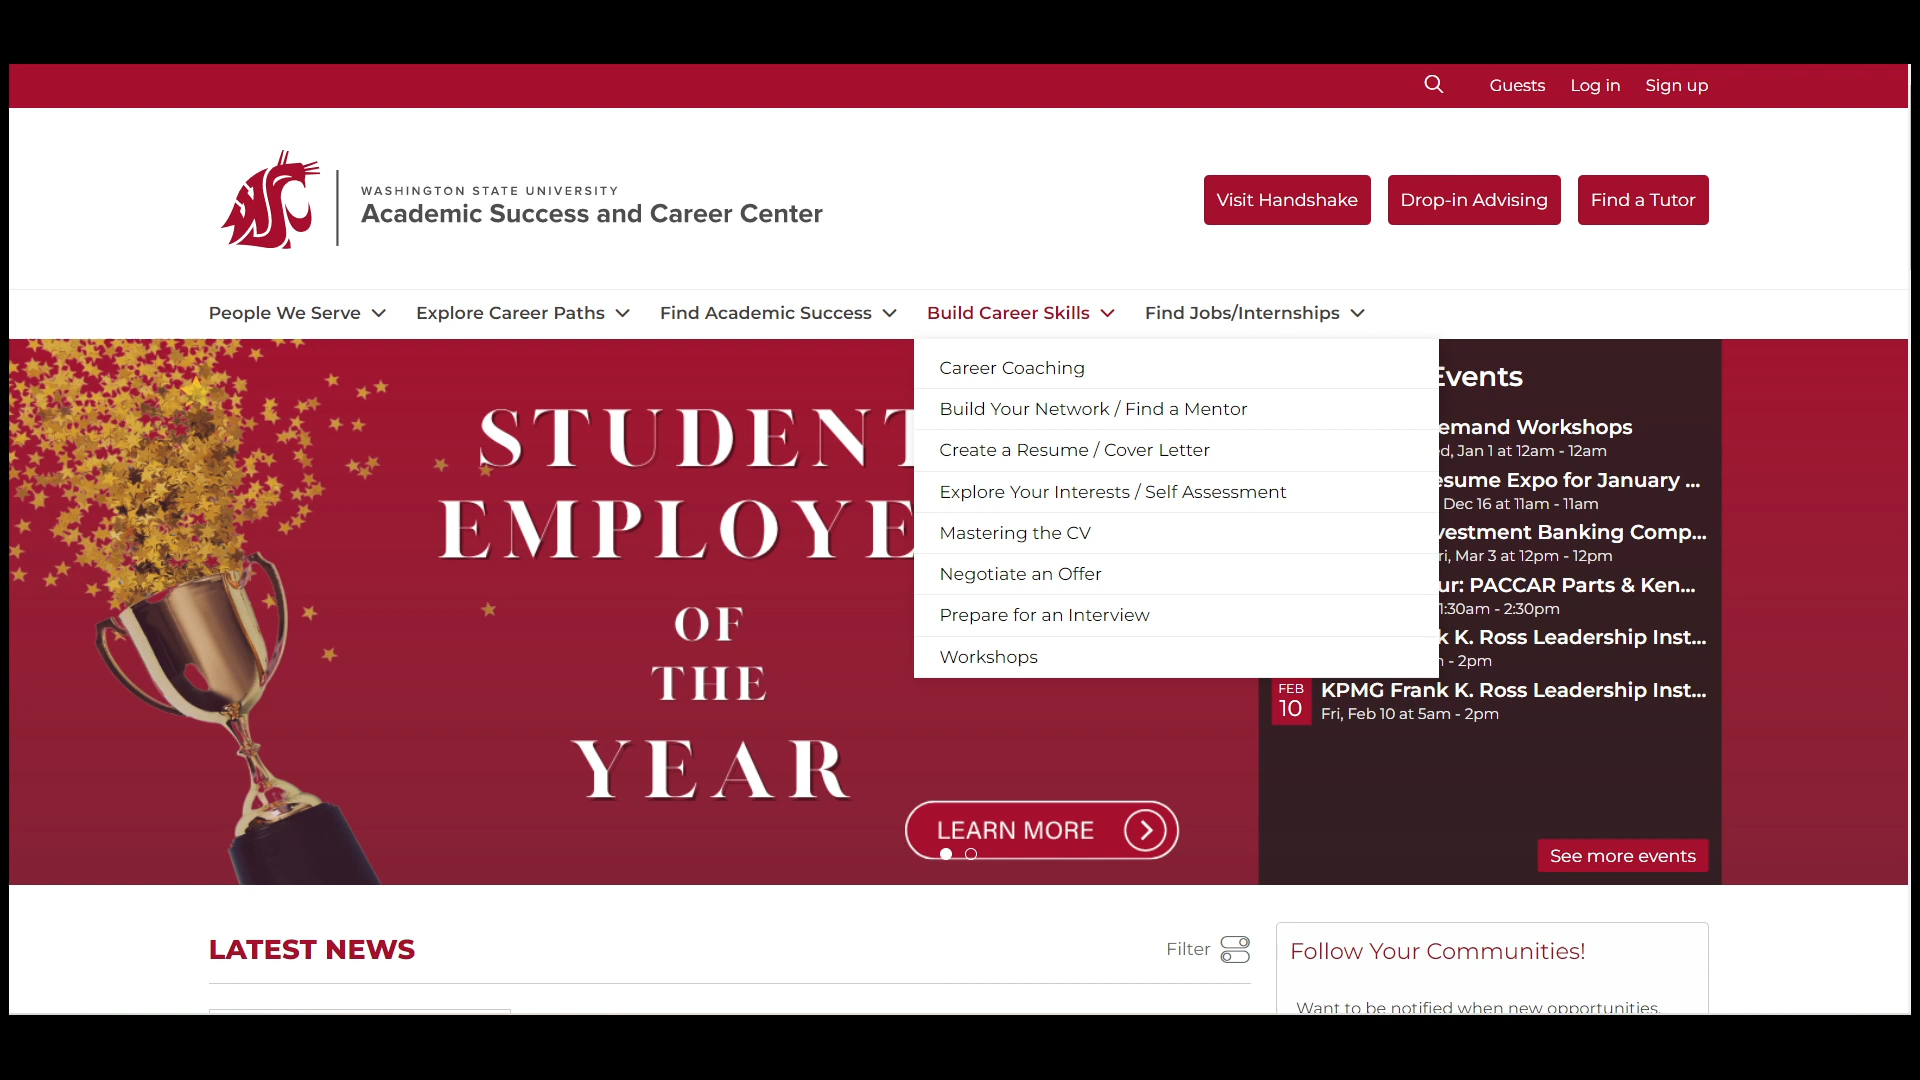 Guests Log in Sign up
WASHINGTON STATE UNIVERSITY
Academic Success and Career Center
Visit Handshake Drop-in Advising Find a Tutor
People We Serve Explore Career Paths Find Academic Success Build Career Skills Find Jobs/Internships
Career Coaching
Build Your Network / Find a Mentor
Create a Resume / Cover Letter
Explore Your Interests / Self Assessment
Mastering the CV
Negotiate an Offer
Prepare for an Interview
Workshops
STUDENT
EMPLOYE
OF
THE
YEAR
LEARN MORE
Events
emand Workshops
d, Jan 1 at 12am - 12am
esume Expo for January ...
Dec 16 at 11am - 11am
vestment Banking Comp...
ri, Mar 3 at 12pm - 12pm
ur: PACCAR Parts & Ken...
1:30am - 2:30pm
k K. Ross Leadership Inst...
- 2pm
FEB
10
KPMG Frank K. Ross Leadership Inst...
Fri, Feb 10 at 5am - 2pm
See more events
LATEST NEWS
Filter
Follow Your Communities!
Want to be notified when new opportunities,